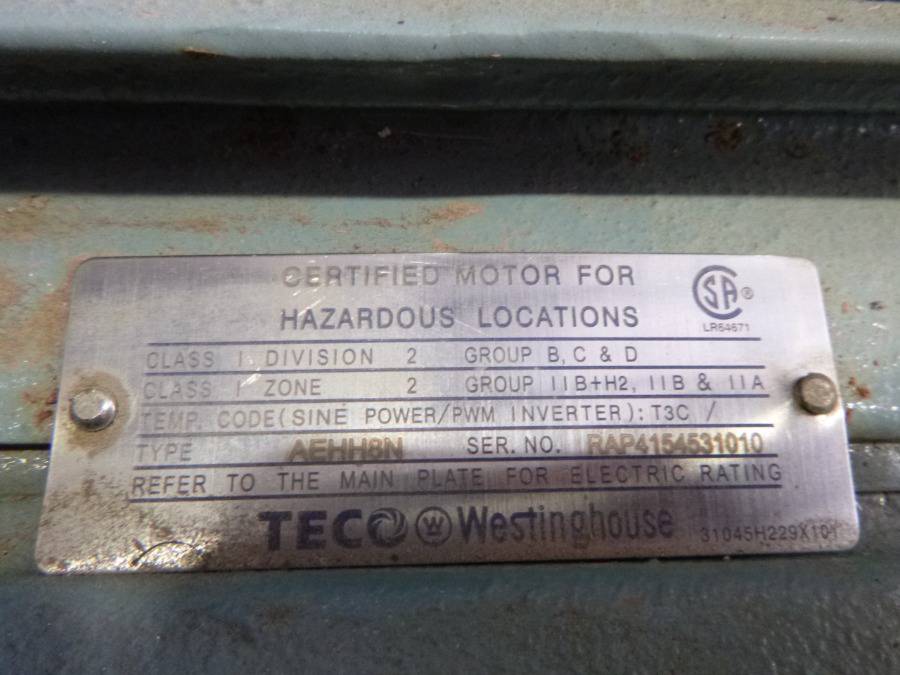 CERTIFIED MOTOR FOR
HAZARDOUS LOCATIONS
SA ®
LR64671
CLASS I DIVISION 2 GROUP B, C & D
CLASS I ZONE 2 GROUP IIB+H2, IIB & IIA
TEMP. CODE(SINE POWER/PWM INVERTER): T3C /
TYPE AEHH8N SER. NO. RAP4154531010
REFER TO THE MAIN PLATE FOR ELECTRIC RATING
TECO W Westinghouse 31045H229X101